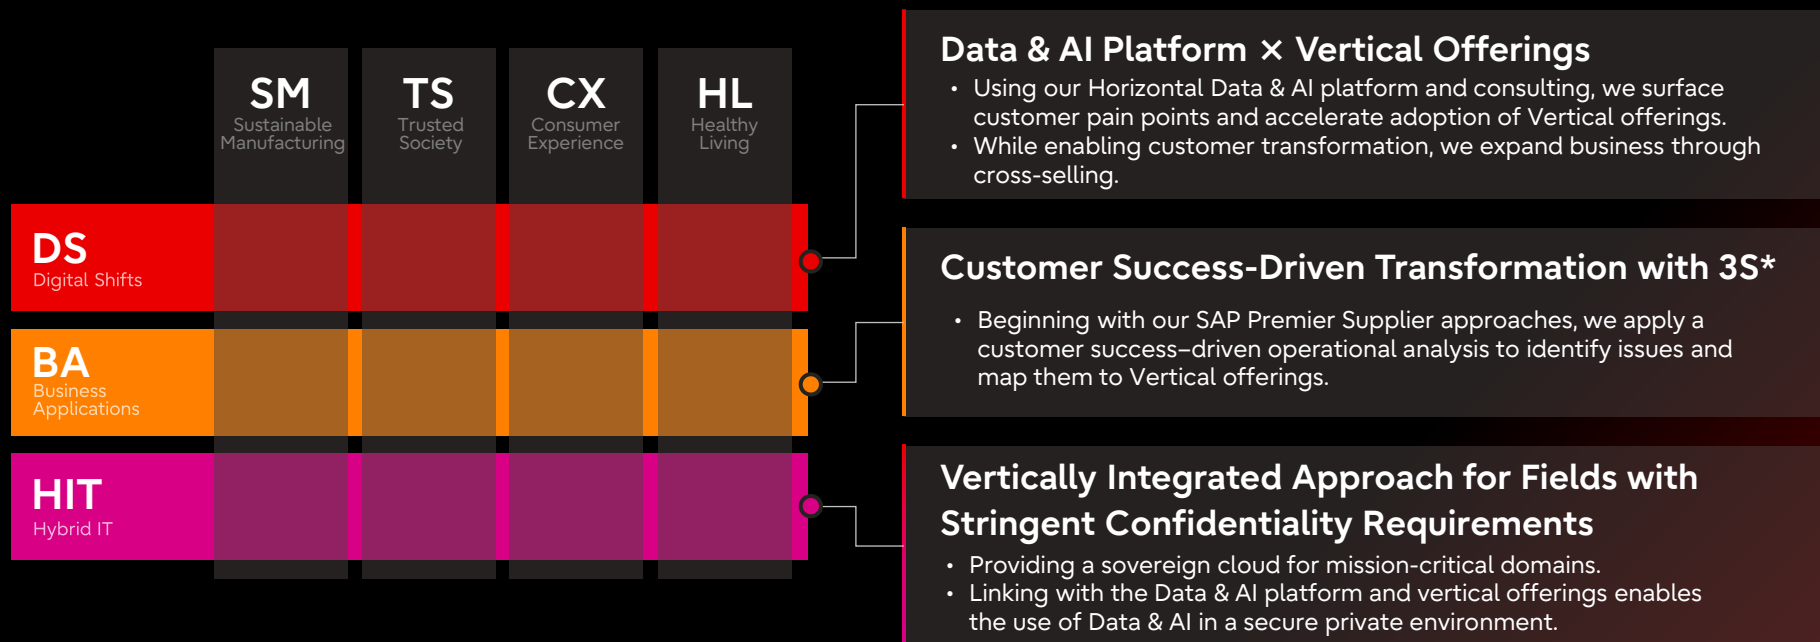 SM
Sustainable
Manufacturing
TS
Trusted
Society
CX
Consumer
Experience
HL
Healthy
Living
DS
Digital Shifts
BA
Business
Applications
HIT
Hybrid IT
Data & AI Platform × Vertical Offerings
• Using our Horizontal Data & AI platform and consulting, we surface
customer pain points and accelerate adoption of Vertical offerings.
• While enabling customer transformation, we expand business through
cross-selling.
Customer Success-Driven Transformation with 3S*
• Beginning with our SAP Premier Supplier approaches, we apply a
customer success–driven operational analysis to identify issues and
map them to Vertical offerings.
Vertically Integrated Approach for Fields with
Stringent Confidentiality Requirements
• Providing a sovereign cloud for mission-critical domains.
• Linking with the Data & AI platform and vertical offerings enables
the use of Data & AI in a secure private environment.